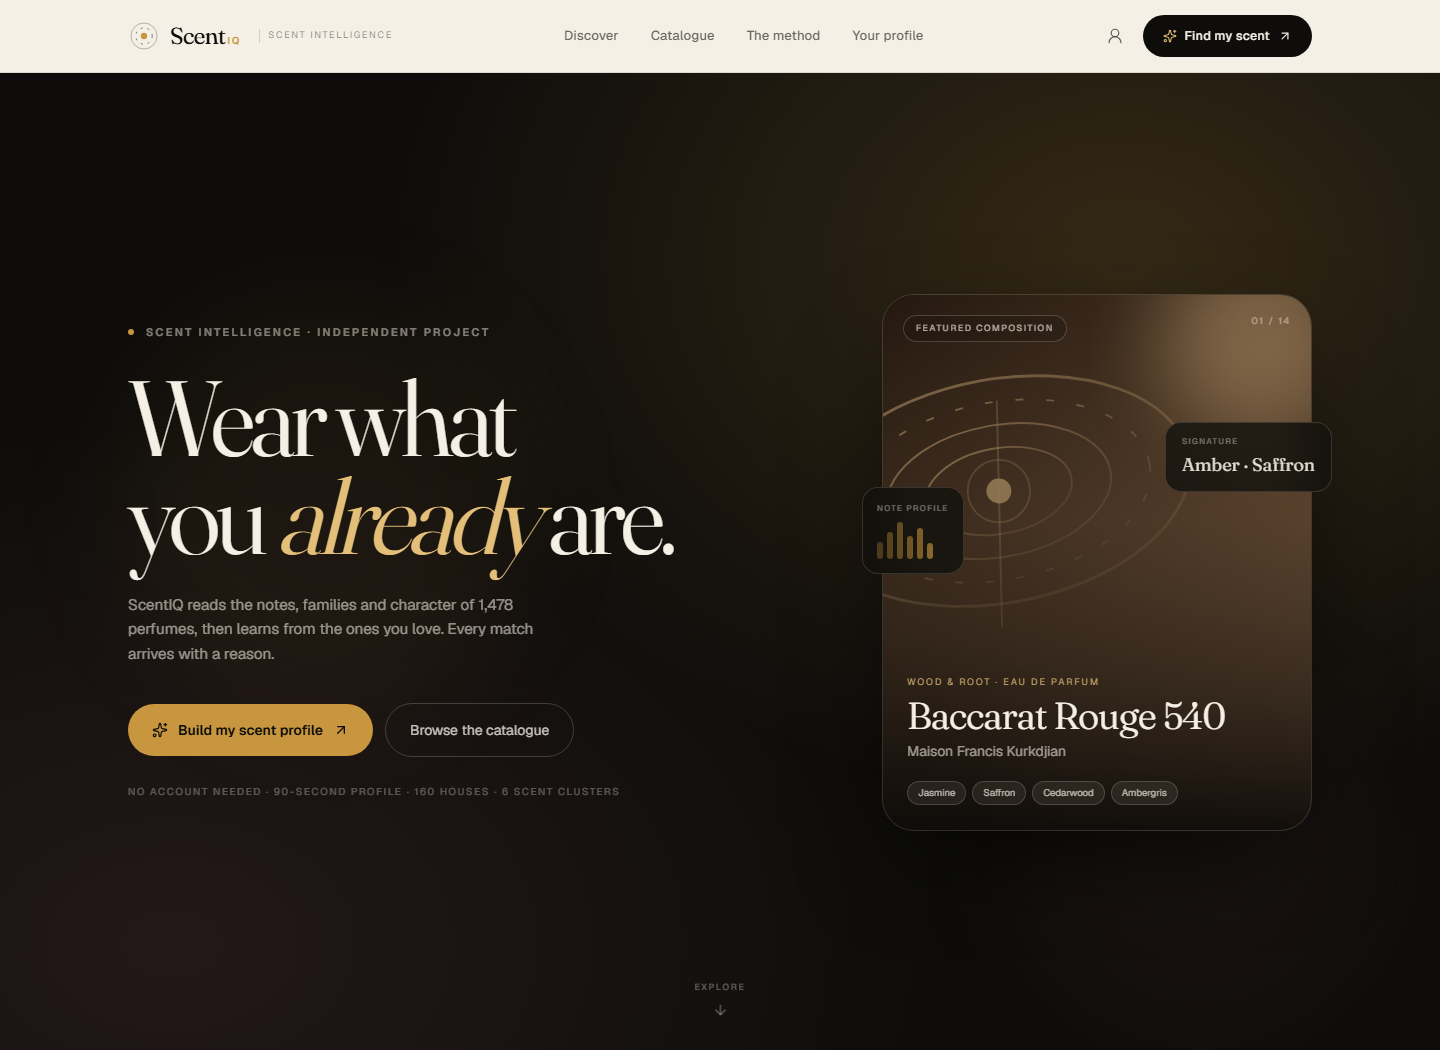 ScentIQ
SCENT INTELLIGENCE
Discover
Catalogue
The method
Your profile
Find my scent
SCENT INTELLIGENCE · INDEPENDENT PROJECT
Wear what
you already are.
ScentIQ reads the notes, families and character of 1,478
perfumes, then learns from the ones you love. Every match
arrives with a reason.
Build my scent profile
Browse the catalogue
NO ACCOUNT NEEDED · 90-SECOND PROFILE · 160 HOUSES · 6 SCENT CLUSTERS
FEATURED COMPOSITION
01 / 14
SIGNATURE
Amber · Saffron
NOTE PROFILE
WOOD & ROOT · EAU DE PARFUM
Baccarat Rouge 540
Maison Francis Kurkdjian
Jasmine
Saffron
Cedarwood
Ambergris
EXPLORE